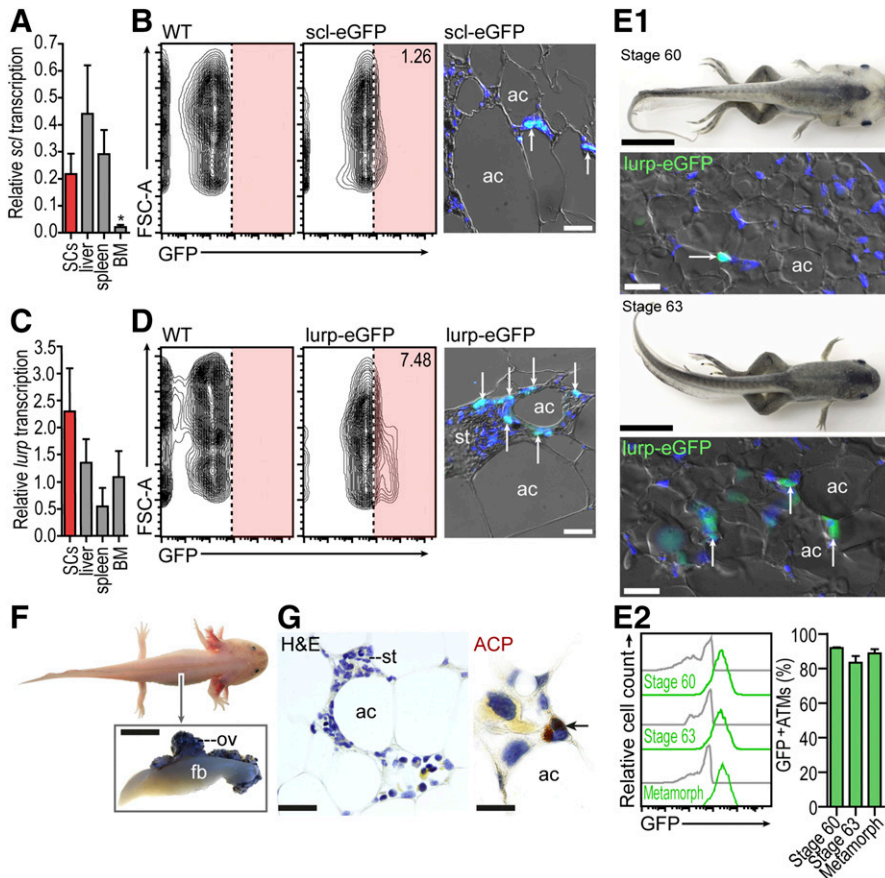 A
Relative scl transcription
0.7
0.6
0.5
0.4
0.3
0.2
0.1
0.0
*
SCs
liver
spleen
BM
B
WT
scl-eGFP
1.26
FSC-A
GFP
scl-eGFP
ac
ac
C
Relative lurp transcription
3.5
3.0
2.5
2.0
1.5
1.0
0.5
0.0
SCs
liver
spleen
BM
D
WT
lurp-eGFP
7.48
FSC-A
GFP
lurp-eGFP
ac
st
ac
E1
Stage 60
lurp-eGFP
ac
Stage 63
lurp-eGFP
ac
ac
E2
Relative cell count
Stage 60
Stage 63
Metamorph
GFP
GFP+ATMs (%)
100
80
60
40
20
0
Stage 60
Stage 63
Metamorph
F
ov
fb
G
H&E
st
ac
ACP
ac